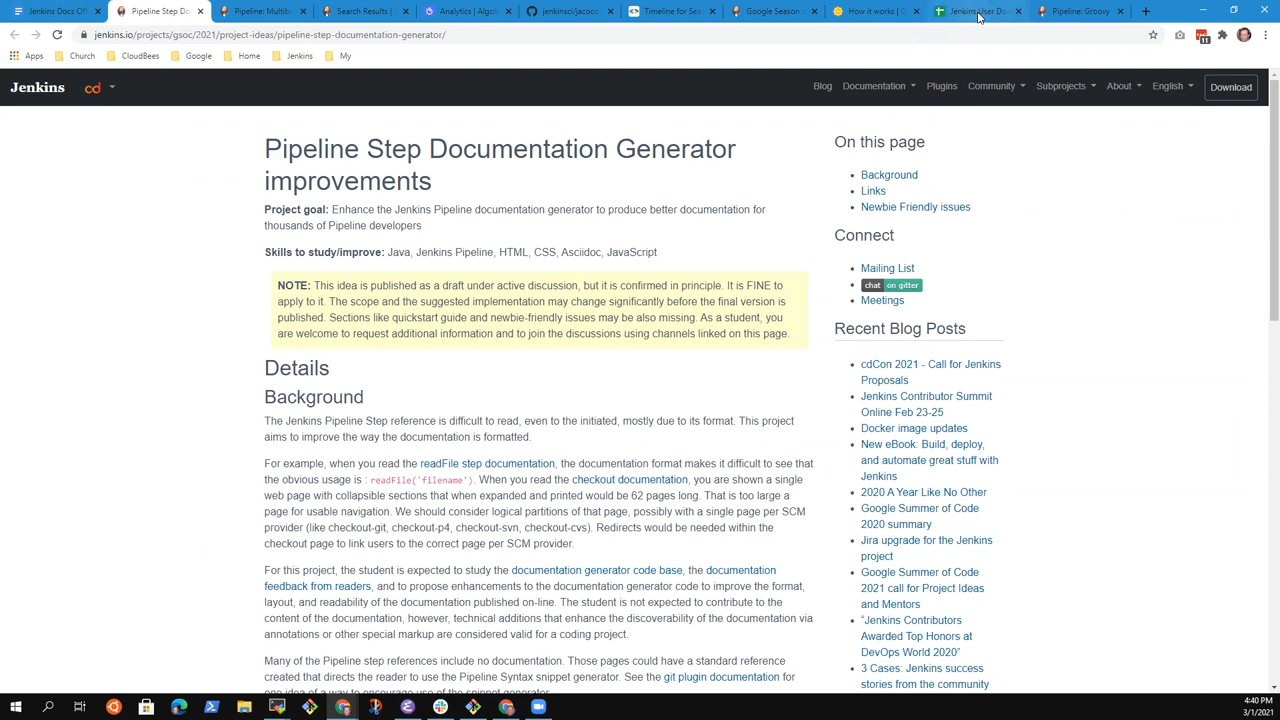 Jenkins Docs Off
Pipeline Step Do
Pipeline: Multib
Search Results |
Analytics | Algo
jenkinsci/jacoco
Timeline for Sea
Google Season o
How it works | G
Jenkins User Do
Pipeline: Groovy
jenkins.io/projects/gsoc/2021/project-ideas/pipeline-step-documentation-generator/
11
Apps
Church
CloudBees
Google
Home
Jenkins
My
Jenkins
cd
Blog
Documentation
Plugins
Community
Subprojects
About
English
Download
Pipeline Step Documentation Generator
improvements
Project goal: Enhance the Jenkins Pipeline documentation generator to produce better documentation for
thousands of Pipeline developers
Skills to study/improve: Java, Jenkins Pipeline, HTML, CSS, Asciidoc, JavaScript
NOTE: This idea is published as a draft under active discussion, but it is confirmed in principle. It is FINE to
apply to it. The scope and the suggested implementation may change significantly before the final version is
published. Sections like quickstart guide and newbie-friendly issues may be also missing. As a student, you
are welcome to request additional information and to join the discussions using channels linked on this page.
Details
Background
The Jenkins Pipeline Step reference is difficult to read, even to the initiated, mostly due to its format. This project
aims to improve the way the documentation is formatted.
For example, when you read the readFile step documentation, the documentation format makes it difficult to see that
the obvious usage is : readFile('filename'). When you read the checkout documentation, you are shown a single
web page with collapsible sections that when expanded and printed would be 62 pages long. That is too large a
page for usable navigation. We should consider logical partitions of that page, possibly with a single page per SCM
provider (like checkout-git, checkout-p4, checkout-svn, checkout-cvs). Redirects would be needed within the
checkout page to link users to the correct page per SCM provider.
For this project, the student is expected to study the documentation generator code base, the documentation
feedback from readers, and to propose enhancements to the documentation generator code to improve the format,
layout, and readability of the documentation published on-line. The student is not expected to contribute to the
content of the documentation, however, technical additions that enhance the discoverability of the documentation via
annotations or other special markup are considered valid for a coding project.
Many of the Pipeline step references include no documentation. Those pages could have a standard reference
created that directs the reader to use the Pipeline Syntax snippet generator. See the git plugin documentation for
one idea of a way to encourage use of the snippet generator.
On this page
Background
Links
Newbie Friendly issues
Connect
Mailing List
chat on gitter
Meetings
Recent Blog Posts
cdCon 2021 - Call for Jenkins
Proposals
Jenkins Contributor Summit
Online Feb 23-25
Docker image updates
New eBook: Build, deploy,
and automate great stuff with
Jenkins
2020 A Year Like No Other
Google Summer of Code
2020 summary
Jira upgrade for the Jenkins
project
Google Summer of Code
2021 call for Project Ideas
and Mentors
"Jenkins Contributors
Awarded Top Honors at
DevOps World 2020"
3 Cases: Jenkins success
stories from the community
4:40 PM
3/1/2021